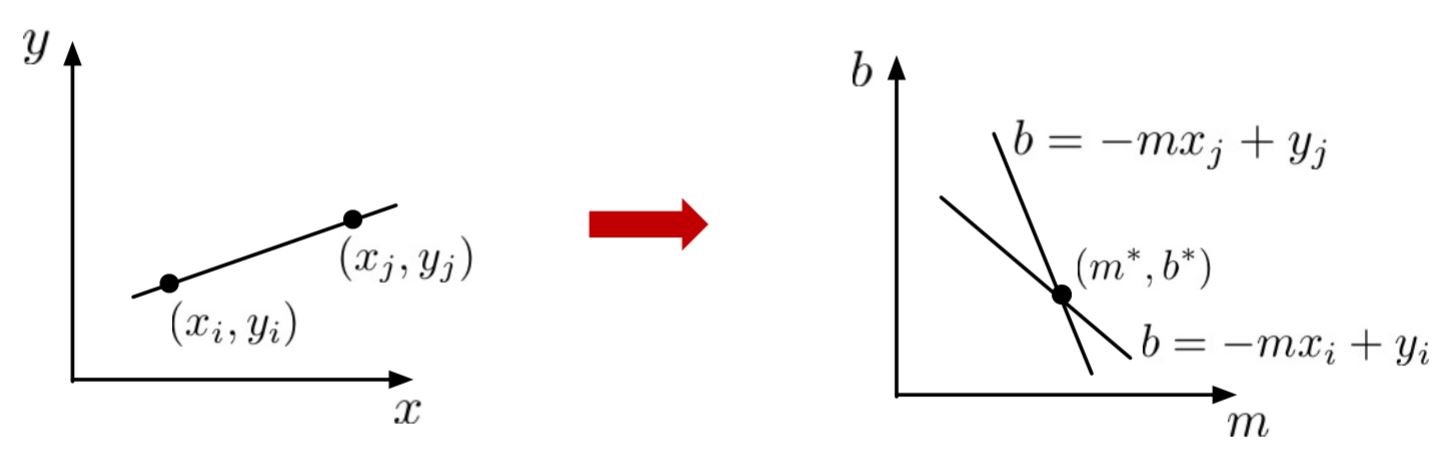 y
(x_j, y_j)
(x_i, y_i)
x
b
b = −mx_j + y_j
(m*, b*)
b = −mx_i + y_i
m